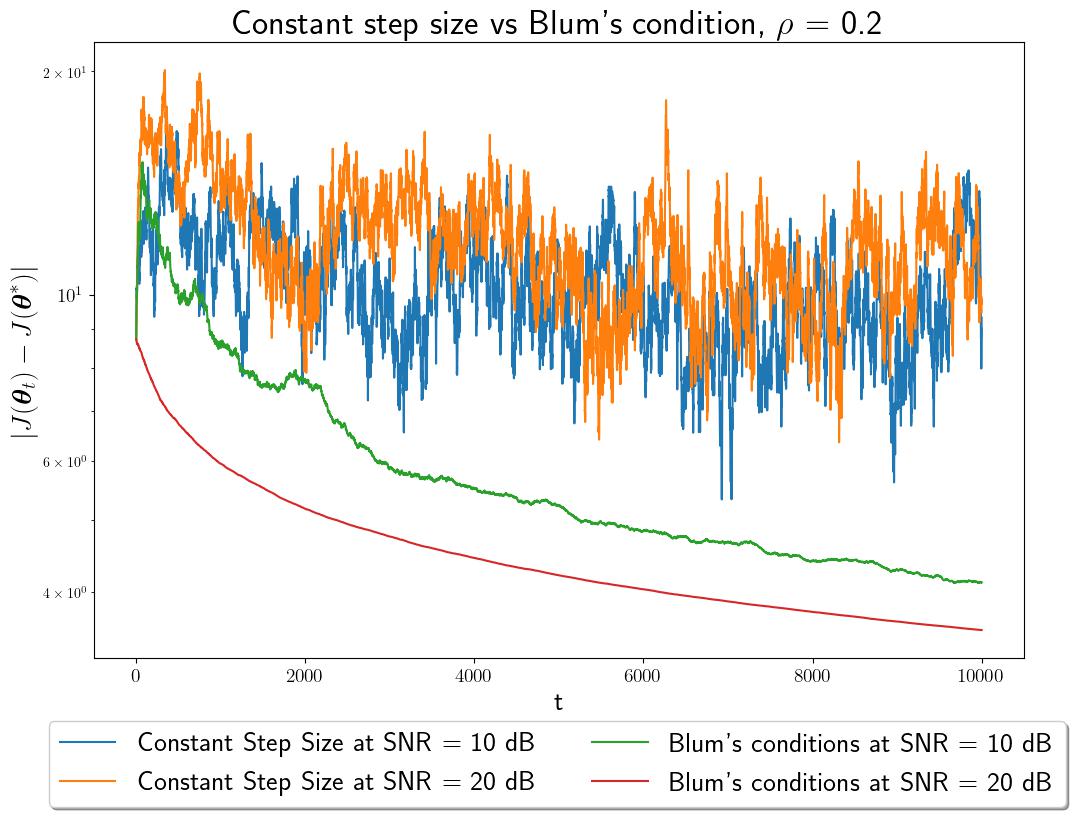 Constant step size vs Blum's condition, ρ = 0.2
|J(θₜ) − J(θ*)|
2 × 10¹
10¹
6 × 10⁰
4 × 10⁰
0 2000 4000 6000 8000 10000
t
Constant Step Size at SNR = 10 dB
Constant Step Size at SNR = 20 dB
Blum's conditions at SNR = 10 dB
Blum's conditions at SNR = 20 dB